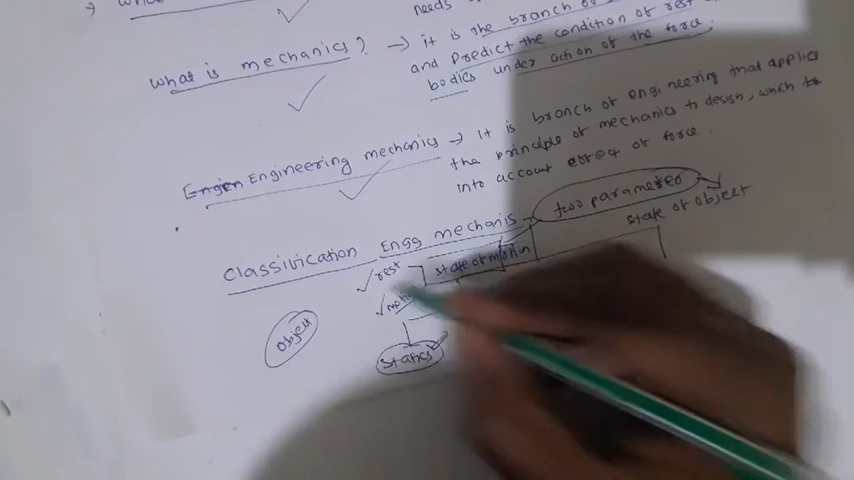 needs of
What is mechanics? → it is the branch of
and Predict the condition of rest
bodies under action of the force.
Engineering mechanics → It is branch of engineering that applies
the principle of mechanics to design, which
into account effect of force.
Classification Engg mechanis → two parameter
state of object
rest state of motion
motion
object
statics